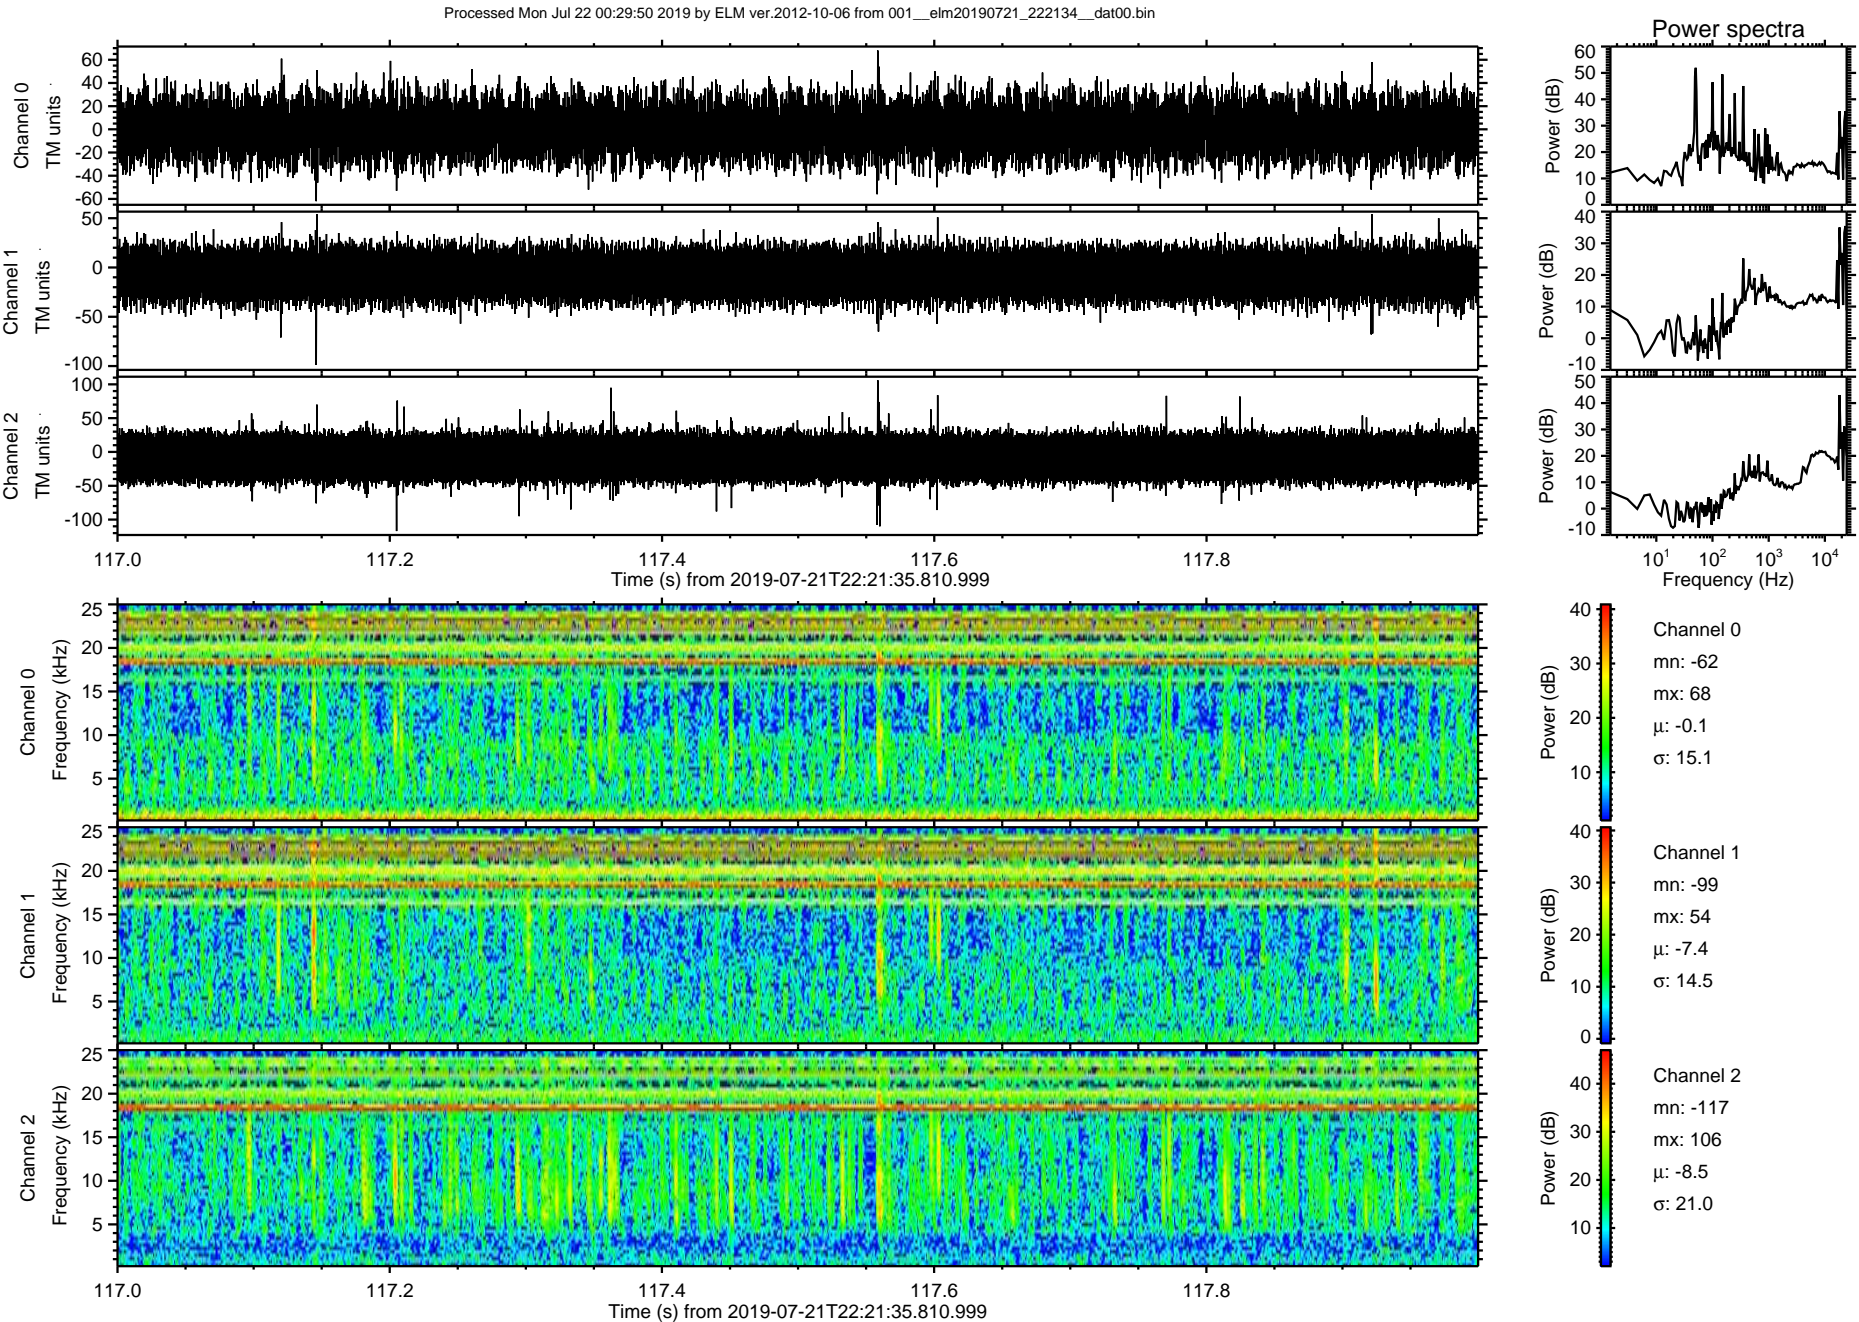 Processed Mon Jul 22 00:29:50 2019 by ELM ver.2012-10-06 from 001__elm20190721_222134__dat00.bin
Power spectra
Channel 0
TM units
60
40
20
0
-20
-40
-60
Power (dB)
60
50
40
30
20
10
0
Channel 1
TM units
50
0
-50
-100
Power (dB)
40
30
20
10
0
-10
Channel 2
TM units
100
50
0
-50
-100
Power (dB)
50
40
30
20
10
0
-10
117.0 117.2 117.4 117.6 117.8
Time (s) from 2019-07-21T22:21:35.810.999
10^1 10^2 10^3 10^4
Frequency (Hz)
Channel 0
Frequency (kHz)
25
20
15
10
5
Power (dB)
40
30
20
10
Channel 0
mn: -62
mx: 68
μ: -0.1
σ: 15.1
Channel 1
Frequency (kHz)
25
20
15
10
5
Power (dB)
40
30
20
10
0
Channel 1
mn: -99
mx: 54
μ: -7.4
σ: 14.5
Channel 2
Frequency (kHz)
25
20
15
10
5
Power (dB)
40
30
20
10
Channel 2
mn: -117
mx: 106
μ: -8.5
σ: 21.0
117.0 117.2 117.4 117.6 117.8
Time (s) from 2019-07-21T22:21:35.810.999